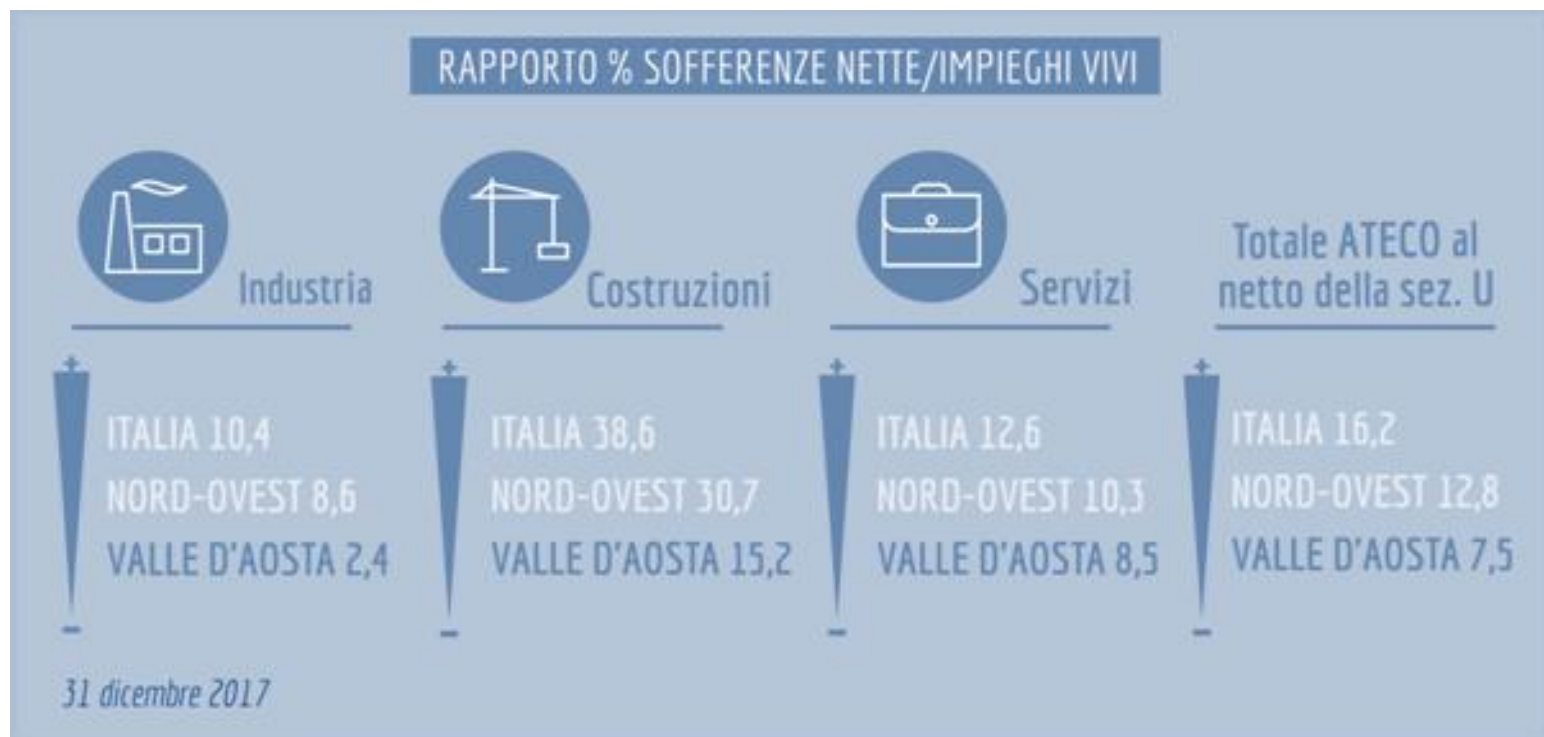 RAPPORTO % SOFFERENZE NETTE/IMPIEGHI VIVI
Industria
+
ITALIA 10,4
NORD-OVEST 8,6
VALLE D'AOSTA 2,4
-
Costruzioni
+
ITALIA 38,6
NORD-OVEST 30,7
VALLE D'AOSTA 15,2
-
Servizi
+
ITALIA 12,6
NORD-OVEST 10,3
VALLE D'AOSTA 8,5
-
Totale ATECO al
netto della sez. U
+
ITALIA 16,2
NORD-OVEST 12,8
VALLE D'AOSTA 7,5
-
31 dicembre 2017